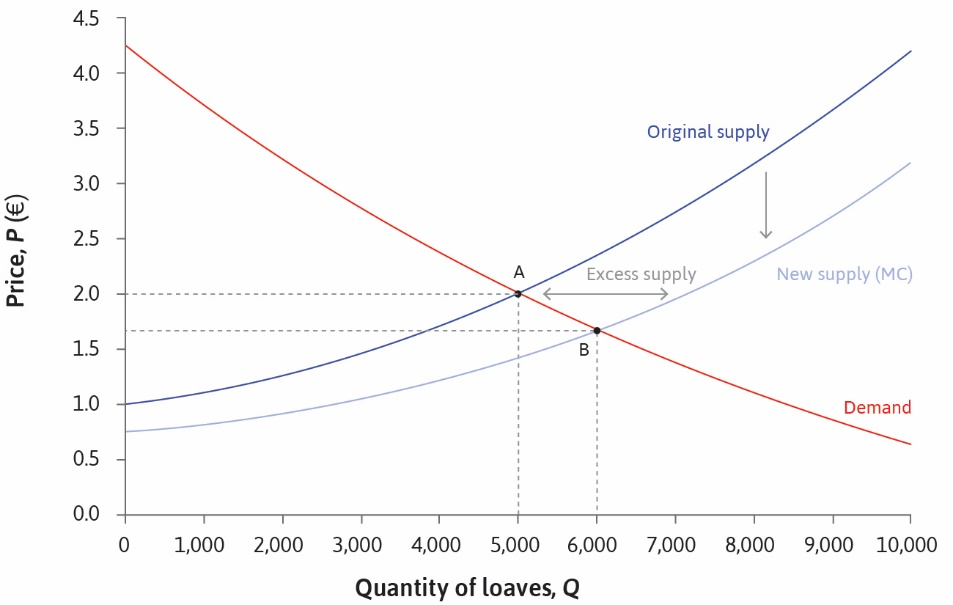 4.5
4.0
3.5
3.0
2.5
2.0
1.5
1.0
0.5
0.0
Price, P (€)
Original supply
A
Excess supply
New supply (MC)
B
Demand
0 1,000 2,000 3,000 4,000 5,000 6,000 7,000 8,000 9,000 10,000
Quantity of loaves, Q